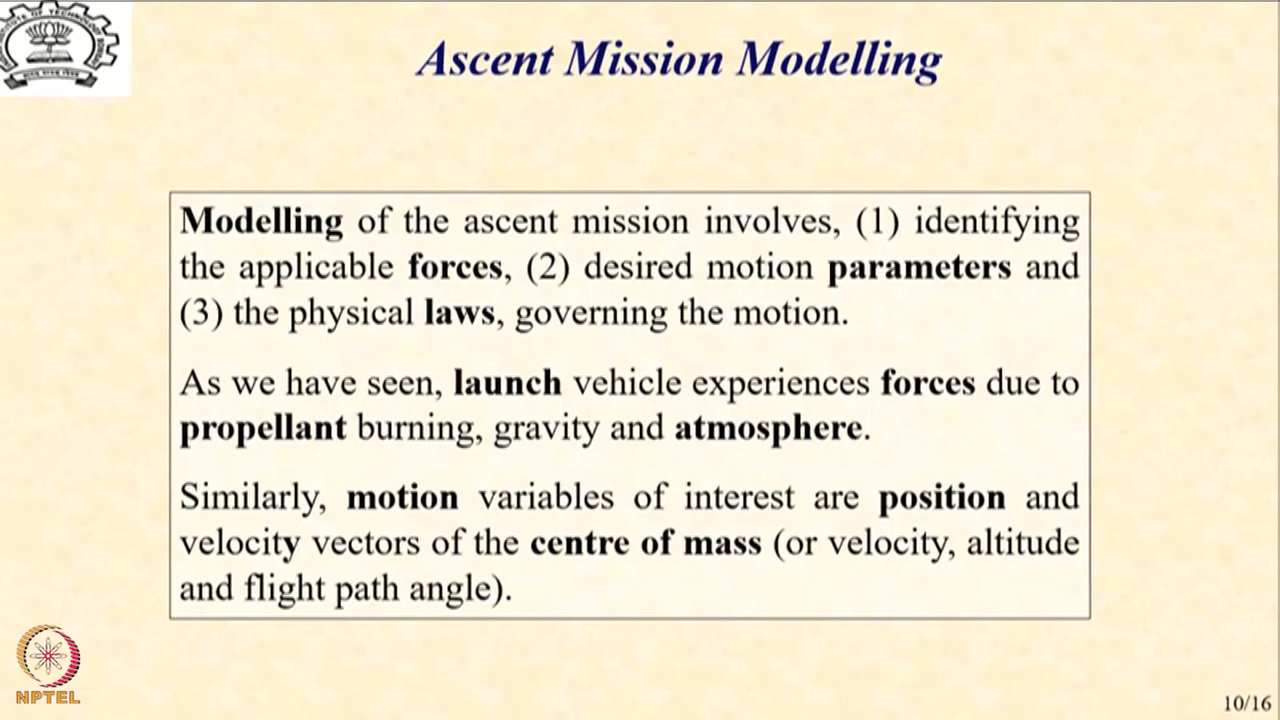 Ascent Mission Modelling
Modelling of the ascent mission involves, (1) identifying
the applicable forces, (2) desired motion parameters and
(3) the physical laws, governing the motion.
As we have seen, launch vehicle experiences forces due to
propellant burning, gravity and atmosphere.
Similarly, motion variables of interest are position and
velocity vectors of the centre of mass (or velocity, altitude
and flight path angle).
NPTEL
10/16